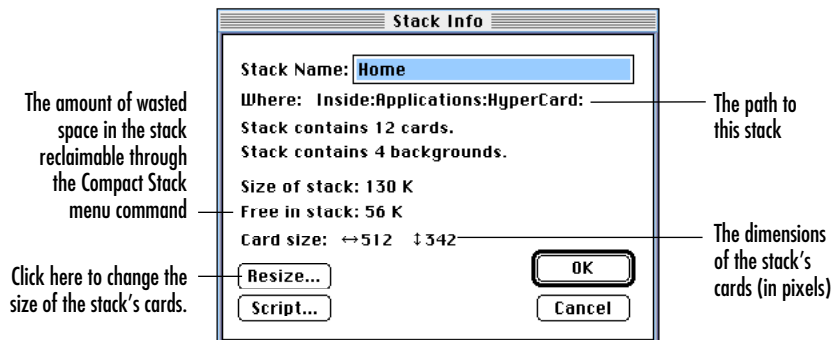 Stack Info
Stack Name: Home
Where: Inside:Applications:HyperCard:
Stack contains 12 cards.
Stack contains 4 backgrounds.
Size of stack: 130 K
Free in stack: 56 K
Card size: ↔512 ↕342
Resize...
OK
Script...
Cancel
The amount of wasted
space in the stack
reclaimable through
the Compact Stack
menu command
Click here to change the
size of the stack’s cards.
The path to
this stack
The dimensions
of the stack’s
cards (in pixels)